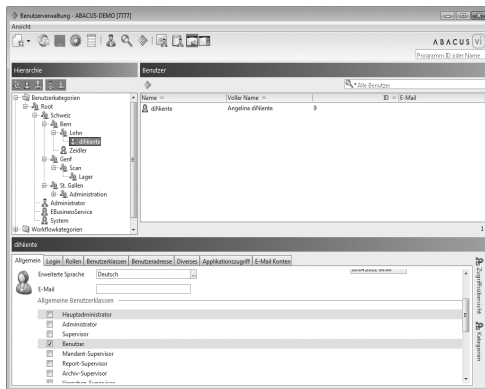 Benutzerverwaltung - ABACUS-DEMO [7777]
Ansicht
ABACUS VI
Programm ID oder Name
Hierarchie
Benutzer
* Alle Benutzer
Benutzerkategorien
Root
Schweiz
Bern
Lohn
diNiente
Zeidler
Genf
Scan
Lager
St. Gallen
Administration
Administrator
EBusinessService
System
Workflowkategorien
Name Voller Name ID E-Mail
diNiente Angelina diNiente 9
1
diNiente
Allgemein Login Rollen Benutzerklassen Benutzeradresse Diverses Applikationszugriff E-Mail Konten
Erweiterte Sprache Deutsch ...
E-Mail
Allgemeine Benutzerklassen
Hauptadministrator
Administrator
Supervisor
Benutzer
Mandant-Supervisor
Report-Supervisor
Archiv-Supervisor
Zugriffsübersicht
Kategorien